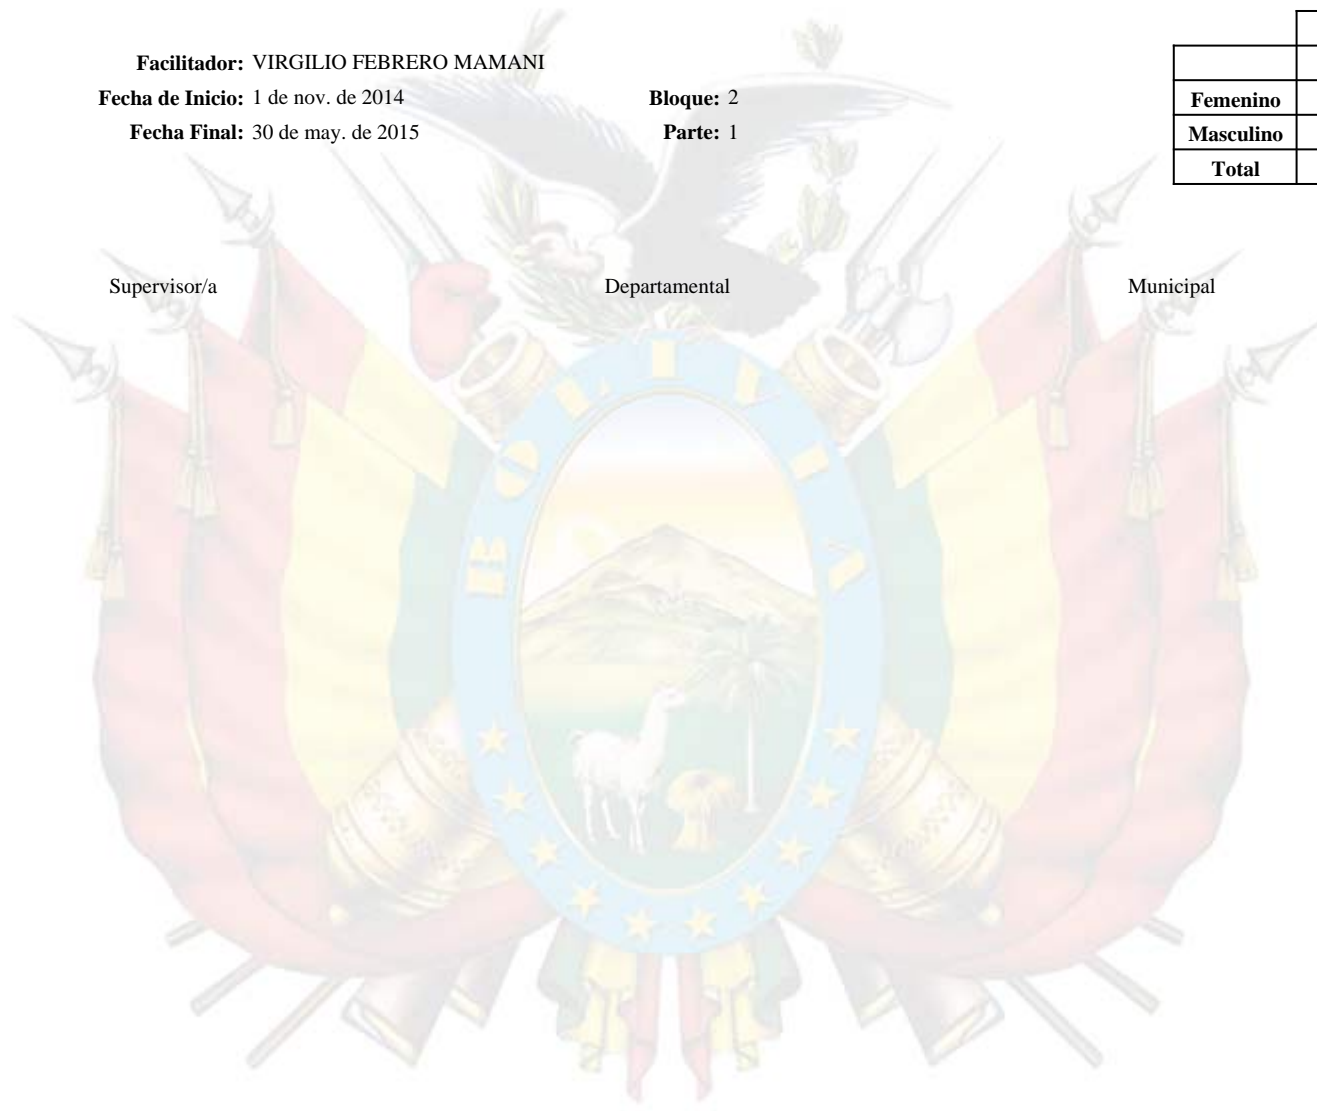 Facilitador: VIRGILIO FEBRERO MAMANI
Fecha de Inicio: 1 de nov. de 2014 Bloque: 2
Fecha Final: 30 de may. de 2015 Parte: 1
Femenino
Masculino
Total
Supervisor/a Departamental Municipal
BOLIVIA